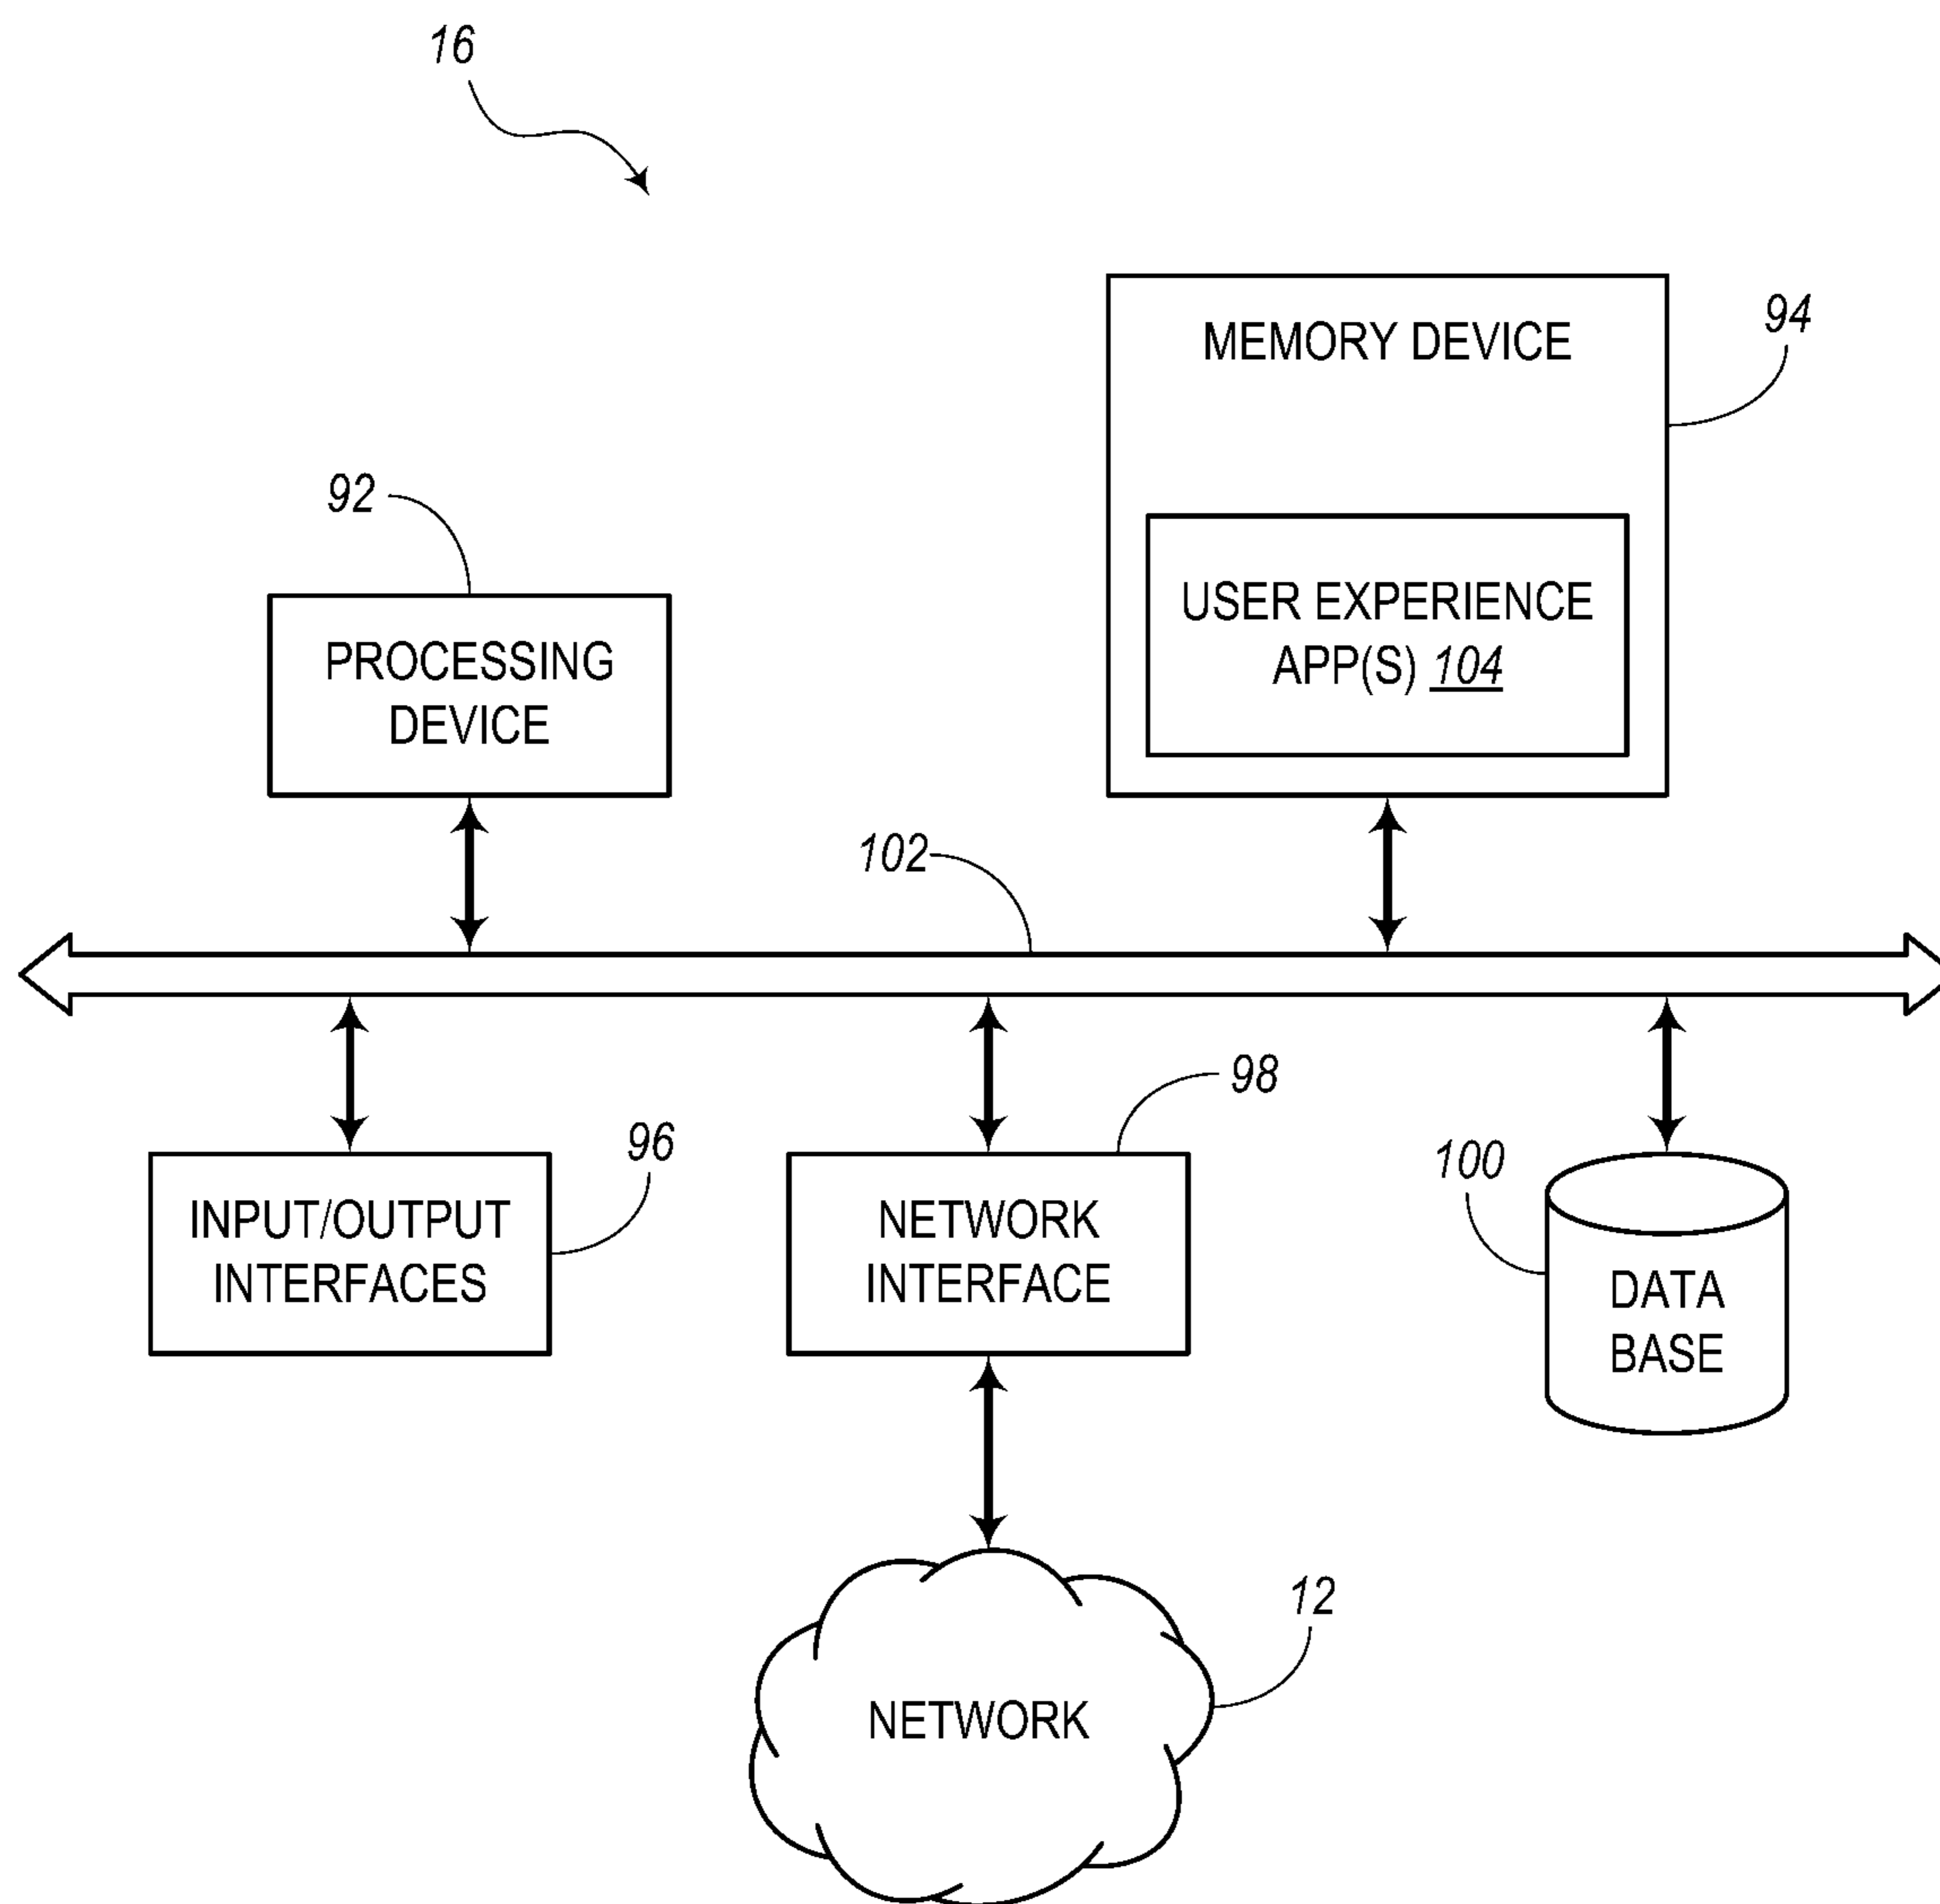 16
MEMORY DEVICE
94
92
USER EXPERIENCE
APP(S) 104
PROCESSING
DEVICE
102
98
96
100
INPUT/OUTPUT
INTERFACES
NETWORK
INTERFACE
DATA
BASE
12
NETWORK